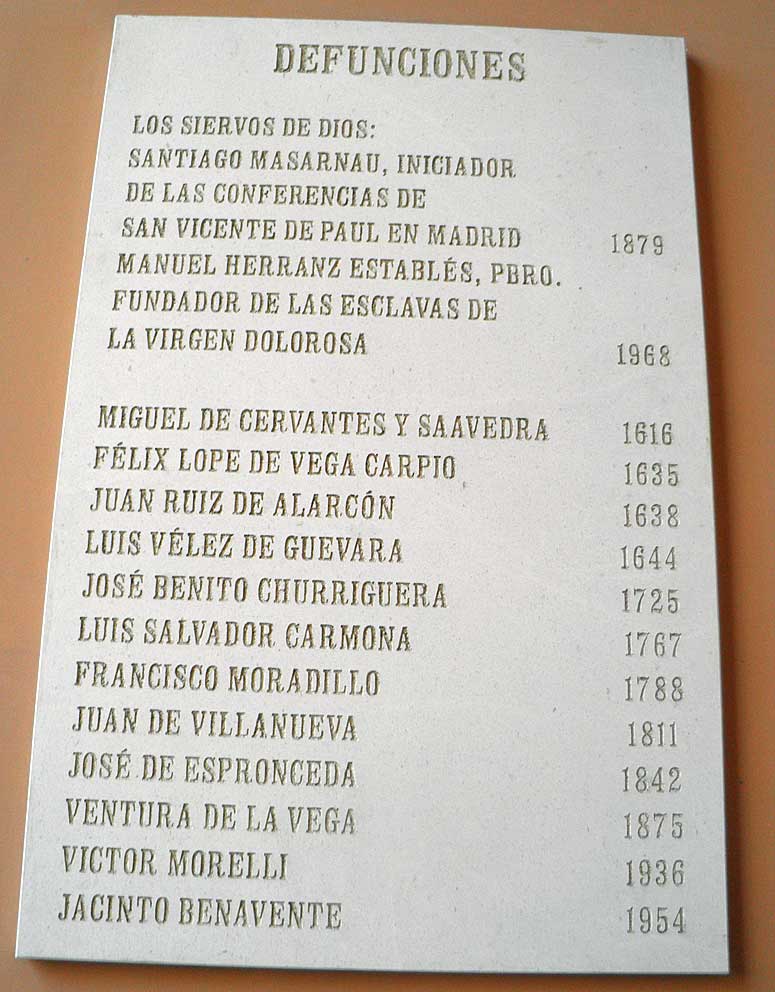 DEFUNCIONES
LOS SIERVOS DE DIOS:
SANTIAGO MASARNAU, INICIADOR
DE LAS CONFERENCIAS DE
SAN VICENTE DE PAUL EN MADRID 1879
MANUEL HERRANZ ESTABLÉS, PBRO.
FUNDADOR DE LAS ESCLAVAS DE
LA VIRGEN DOLOROSA 1968
MIGUEL DE CERVANTES Y SAAVEDRA 1616
FÉLIX LOPE DE VEGA CARPIO 1635
JUAN RUIZ DE ALARCÓN 1638
LUIS VÉLEZ DE GUEVARA 1644
JOSÉ BENITO CHURRIGUERA 1725
LUIS SALVADOR CARMONA 1767
FRANCISCO MORADILLO 1788
JUAN DE VILLANUEVA 1811
JOSÉ DE ESPRONCEDA 1842
VENTURA DE LA VEGA 1875
VICTOR MORELLI 1936
JACINTO BENAVENTE 1954